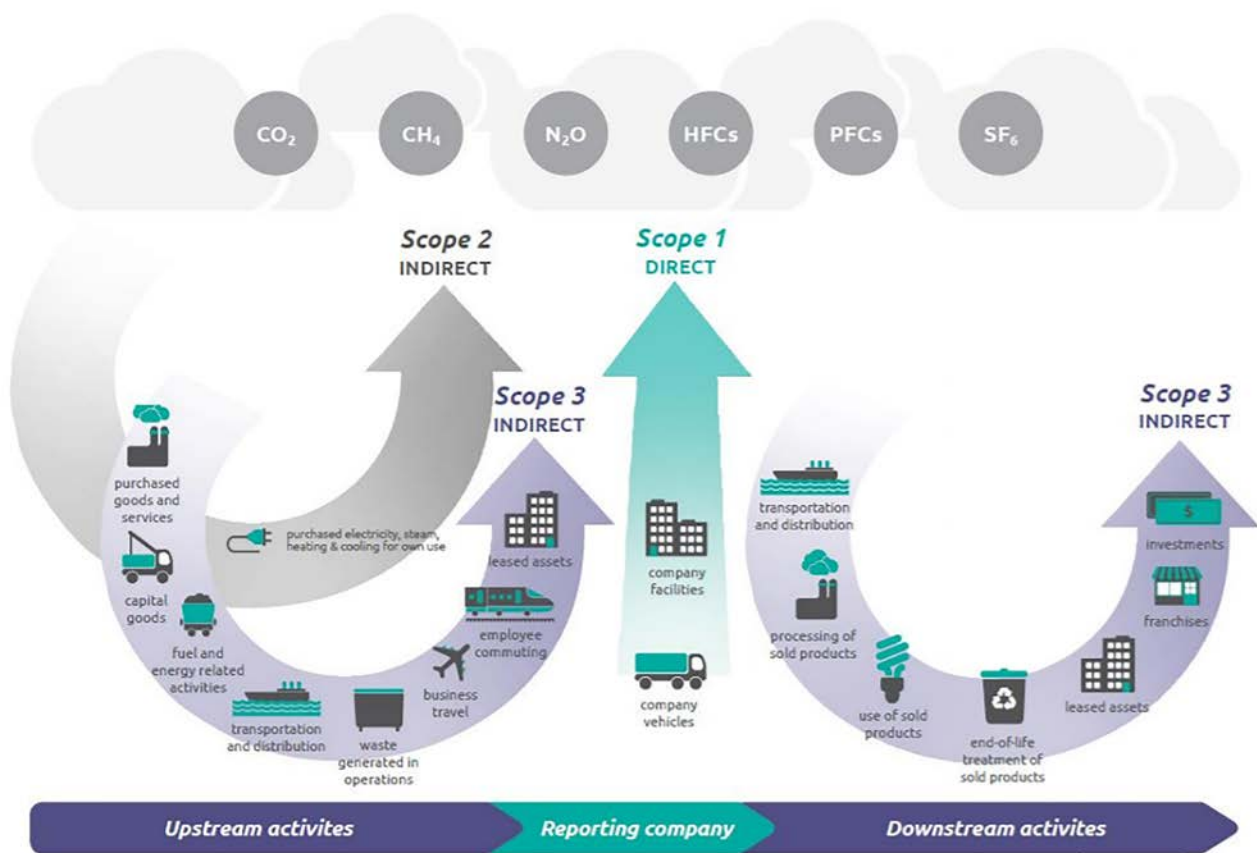 CO₂
CH₄
N₂O
HFCs
PFCs
SF₆
Scope 2
INDIRECT
Scope 1
DIRECT
Scope 3
INDIRECT
Scope 3
INDIRECT
purchased
goods and
services
capital
goods
fuel and
energy related
activities
purchased electricity, steam,
heating & cooling for own use
transportation
and distribution
waste
generated in
operations
business
travel
employee
commuting
leased assets
company
facilities
company
vehicles
transportation
and distribution
processing of
sold products
use of sold
products
end-of-life
treatment of
sold products
leased assets
franchises
$
investments
Upstream activites
Reporting company
Downstream activites